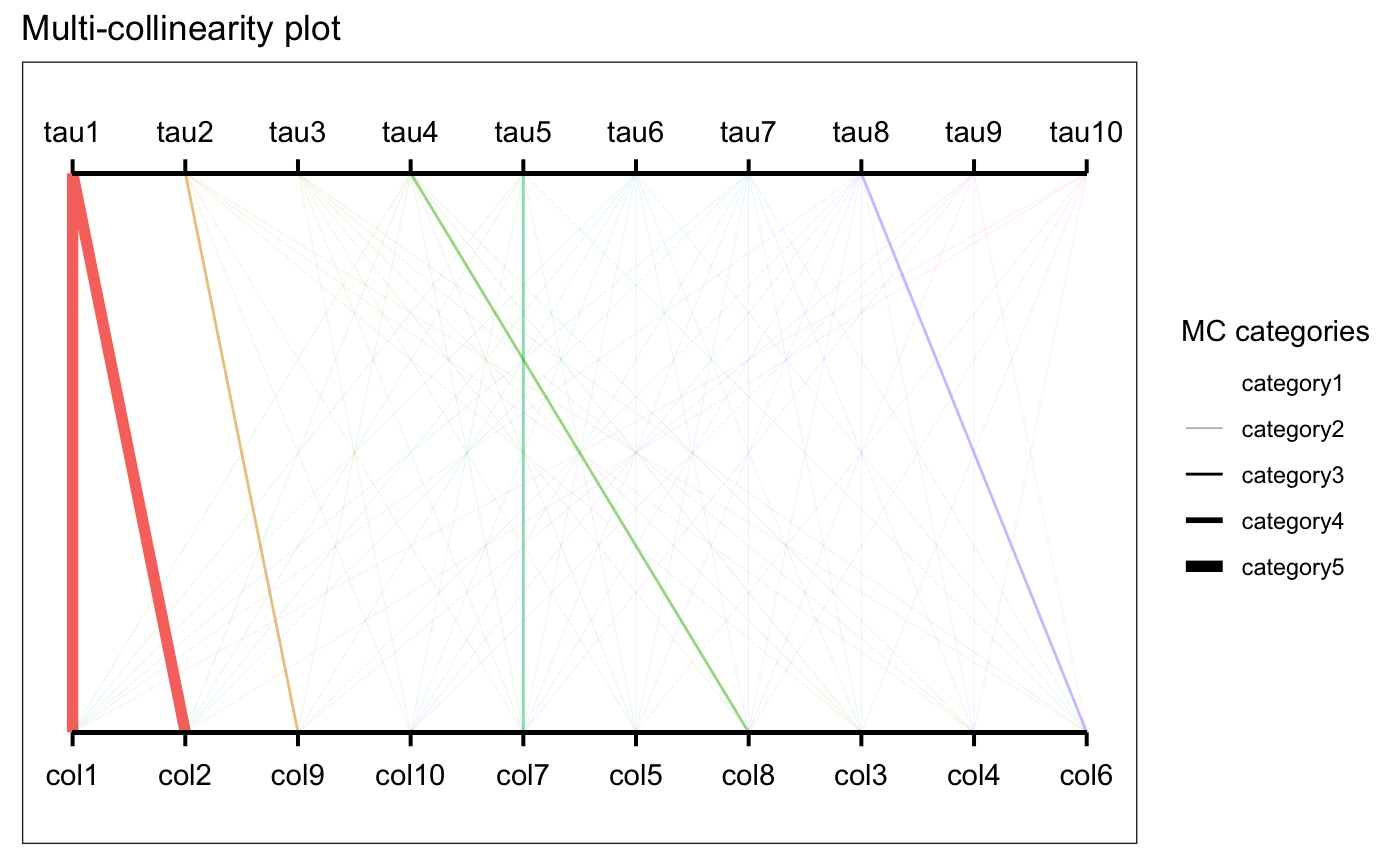 Multi-collinearity plot
tau1 tau2 tau3 tau4 tau5 tau6 tau7 tau8 tau9 tau10
col1 col2 col9 col10 col7 col5 col8 col3 col4 col6
MC categories
category1
category2
category3
category4
category5